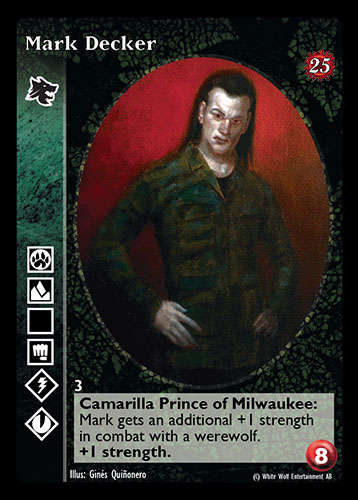 Mark Decker
25
3
Camarilla Prince of Milwaukee:
Mark gets an additional +1 strength
in combat with a werewolf.
+1 strength.
8
Illus: Ginés Quiñonero
(C) White Wolf Entertainment AB